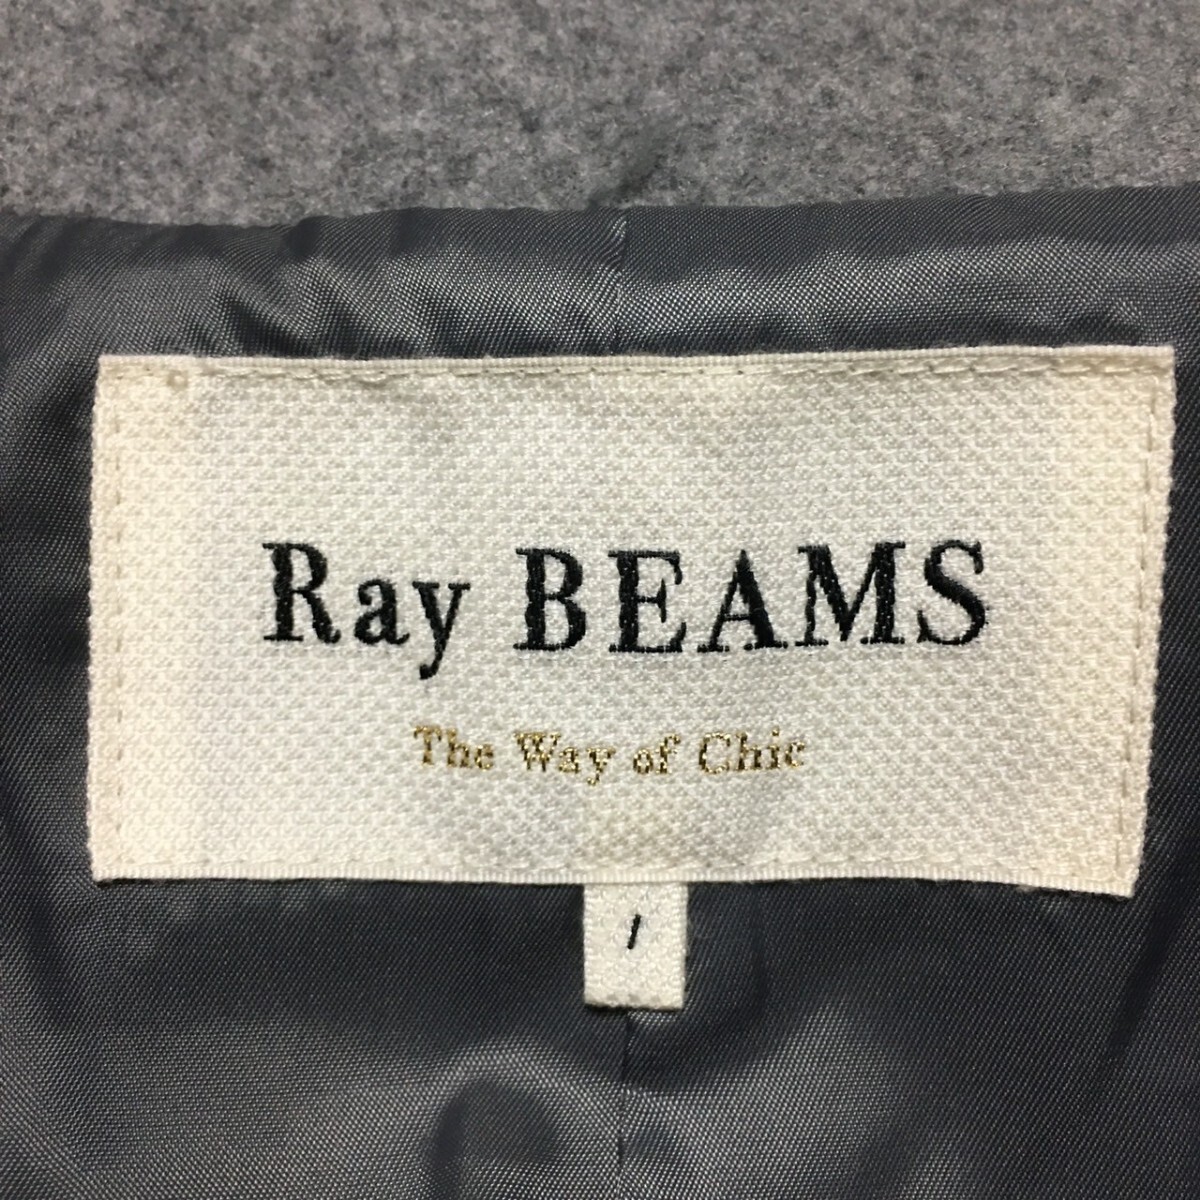 Ray BEAMS
The Way of Chic
1